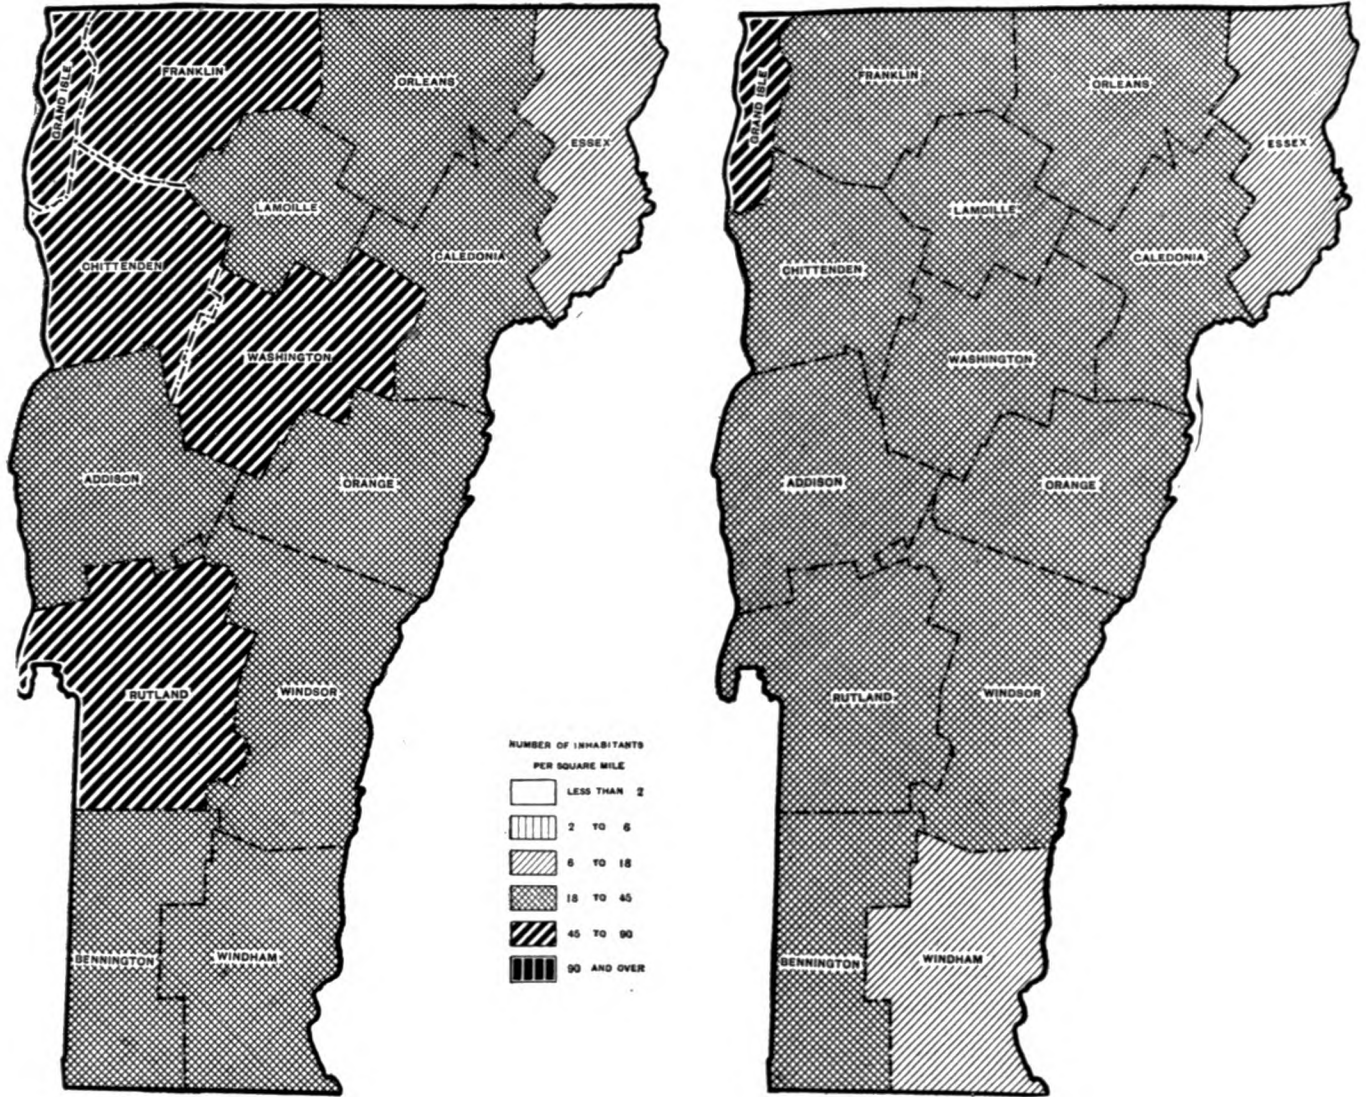 FRANKLIN
GRAND ISLE
ORLEANS
ESSEX
LAMOILLE
CHITTENDEN
CALEDONIA
WASHINGTON
ADDISON
ORANGE
RUTLAND
WINDSOR
BENNINGTON
WINDHAM
NUMBER OF INHABITANTS
PER SQUARE MILE
LESS THAN 2
2 TO 6
6 TO 18
18 TO 45
45 TO 90
90 AND OVER
FRANKLIN
GRAND ISLE
ORLEANS
ESSEX
LAMOILLE
CHITTENDEN
CALEDONIA
WASHINGTON
ADDISON
ORANGE
RUTLAND
WINDSOR
BENNINGTON
WINDHAM